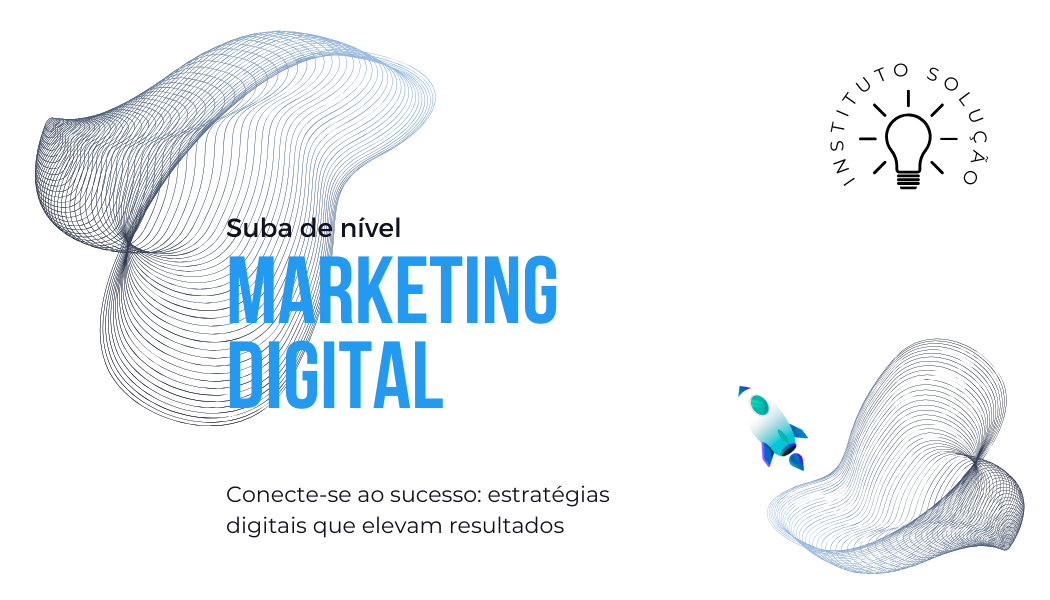 INSTITUTO SOLUÇÃO
Suba de nível
MARKETING
DIGITAL
Conecte-se ao sucesso: estratégias
digitais que elevam resultados